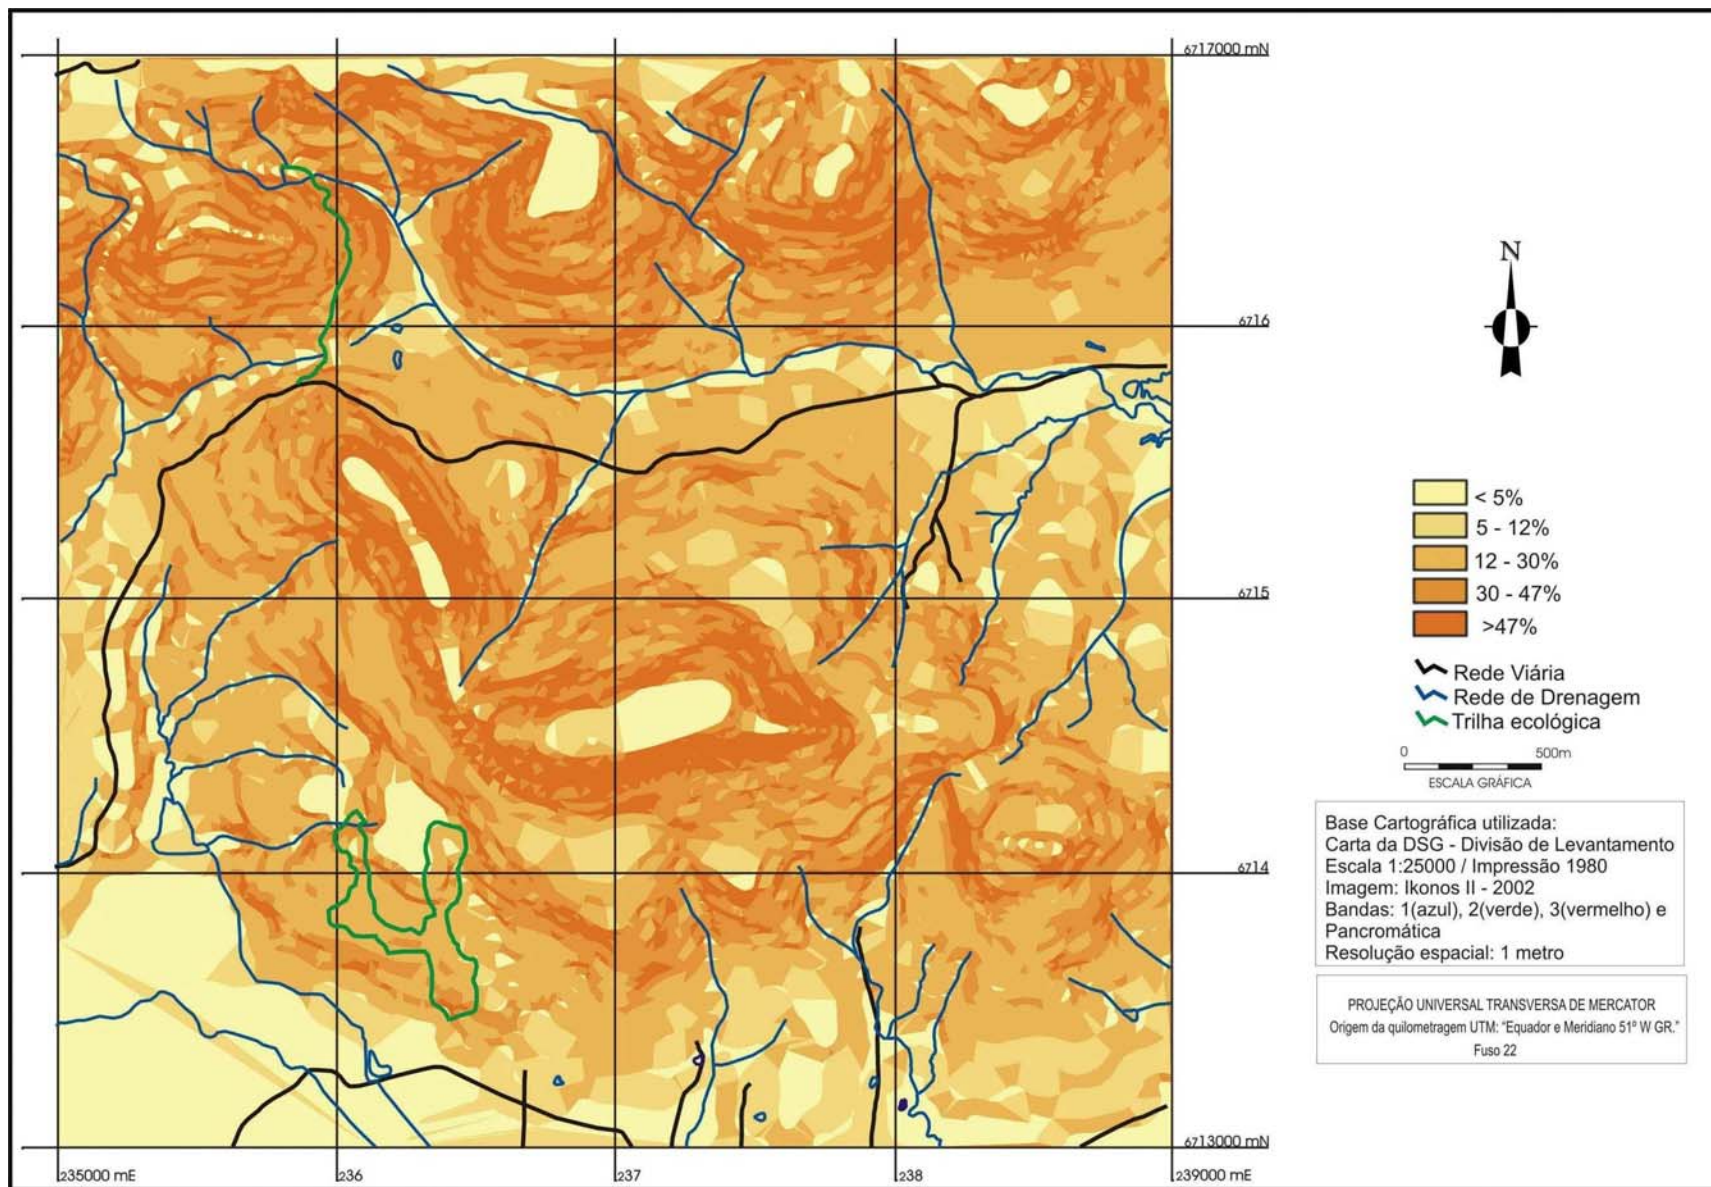 6717000 mN
N
6716
< 5%
5 - 12%
12 - 30%
30 - 47%
>47%
6715
Rede Viária
Rede de Drenagem
Trilha ecológica
0 500m
ESCALA GRÁFICA
Base Cartográfica utilizada:
Carta da DSG - Divisão de Levantamento
Escala 1:25000 / Impressão 1980
Imagem: Ikonos II - 2002
Bandas: 1(azul), 2(verde), 3(vermelho) e
Pancromática
Resolução espacial: 1 metro
6714
PROJEÇÃO UNIVERSAL TRANSVERSA DE MERCATOR
Origem da quilometragem UTM: "Equador e Meridiano 51º W GR."
Fuso 22
6713000 mN
235000 mE 236 237 238 239000 mE